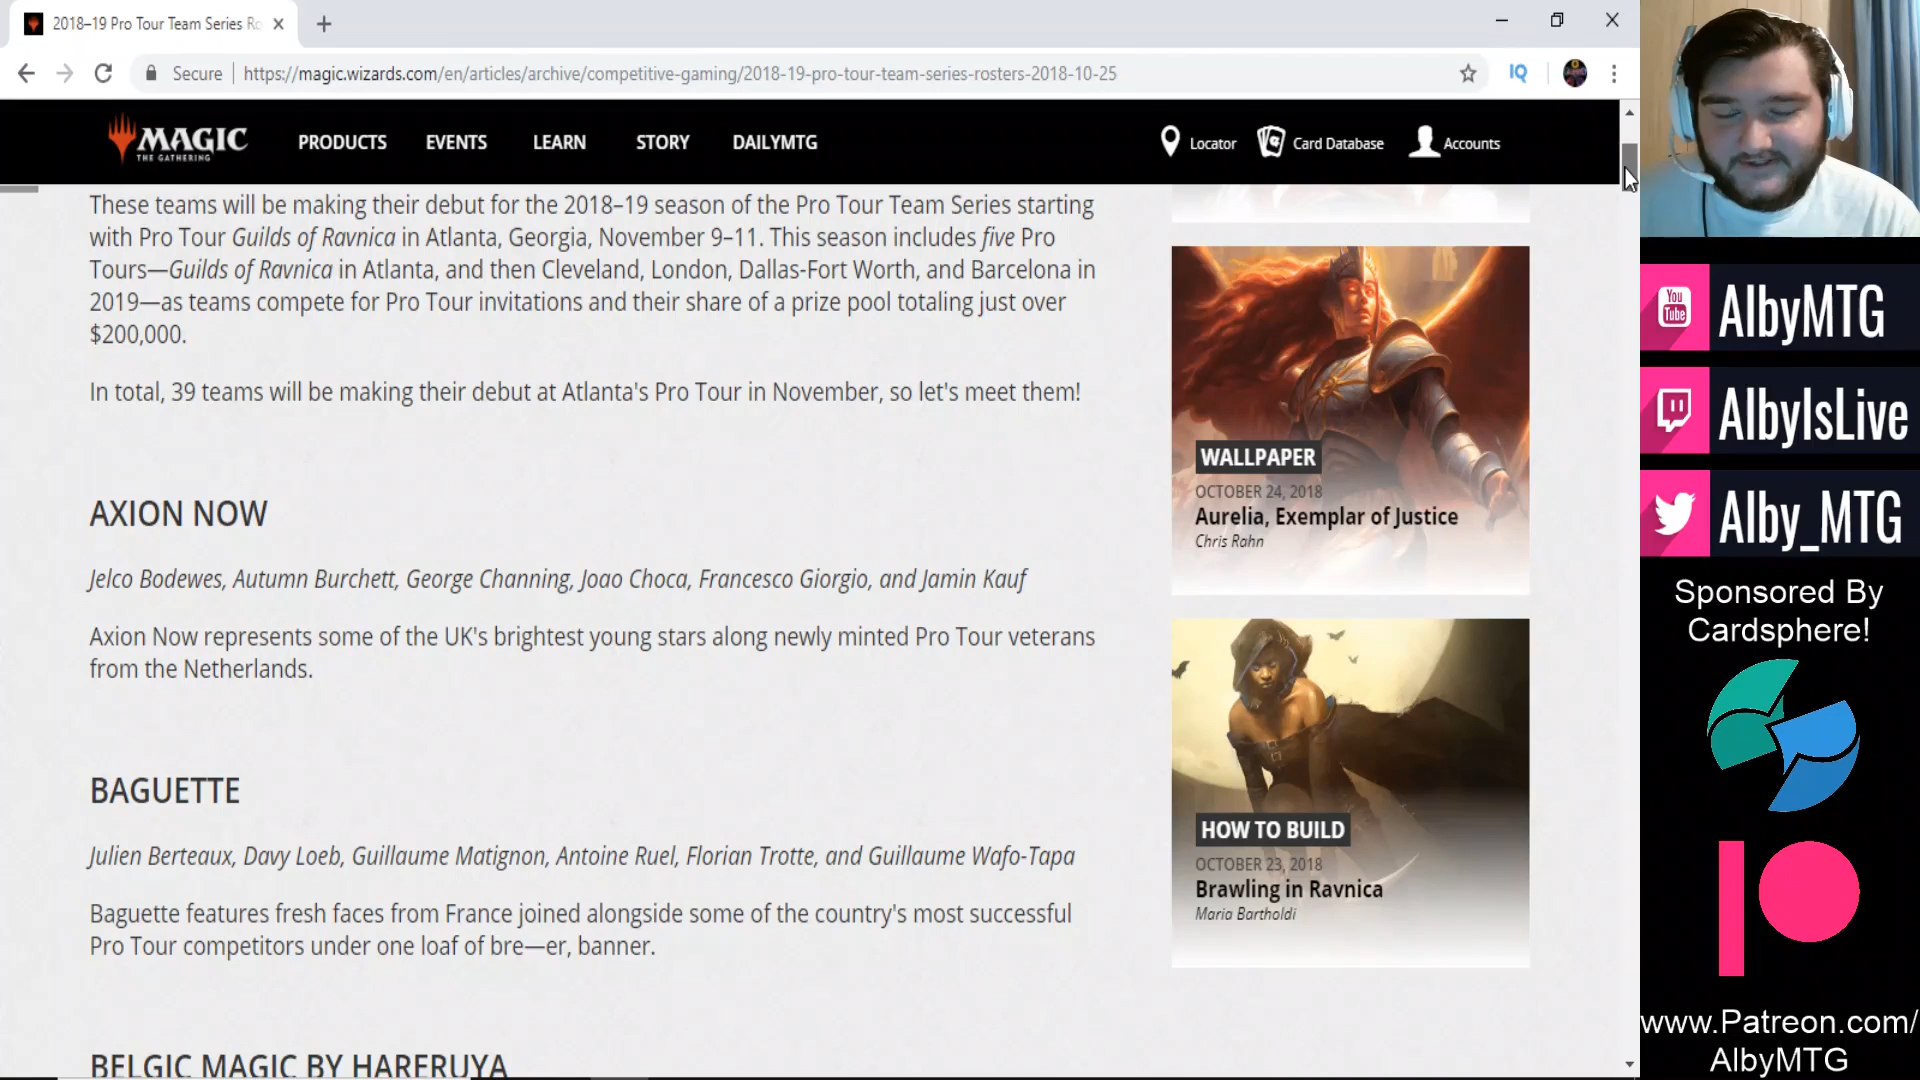 2018–19 Pro Tour Team Series Ro
Secure
https://magic.wizards.com/en/articles/archive/competitive-gaming/2018-19-pro-tour-team-series-rosters-2018-10-25
IQ
MAGIC
THE GATHERING
PRODUCTS
EVENTS
LEARN
STORY
DAILYMTG
Locator
Card Database
Accounts
These teams will be making their debut for the 2018–19 season of the Pro Tour Team Series starting
with Pro Tour Guilds of Ravnica in Atlanta, Georgia, November 9–11. This season includes five Pro
Tours—Guilds of Ravnica in Atlanta, and then Cleveland, London, Dallas-Fort Worth, and Barcelona in
2019—as teams compete for Pro Tour invitations and their share of a prize pool totaling just over
$200,000.
In total, 39 teams will be making their debut at Atlanta's Pro Tour in November, so let's meet them!
AXION NOW
Jelco Bodewes, Autumn Burchett, George Channing, Joao Choca, Francesco Giorgio, and Jamin Kauf
Axion Now represents some of the UK's brightest young stars along newly minted Pro Tour veterans
from the Netherlands.
BAGUETTE
Julien Berteaux, Davy Loeb, Guillaume Matignon, Antoine Ruel, Florian Trotte, and Guillaume Wafo-Tapa
Baguette features fresh faces from France joined alongside some of the country's most successful
Pro Tour competitors under one loaf of bre—er, banner.
BELGIC MAGIC BY HARERUYA
WALLPAPER
OCTOBER 24, 2018
Aurelia, Exemplar of Justice
Chris Rahn
HOW TO BUILD
OCTOBER 23, 2018
Brawling in Ravnica
Maria Bartholdi
You
Tube
AlbyMTG
AlbyIsLive
Alby_MTG
Sponsored By
Cardsphere!
www.Patreon.com/
AlbyMTG